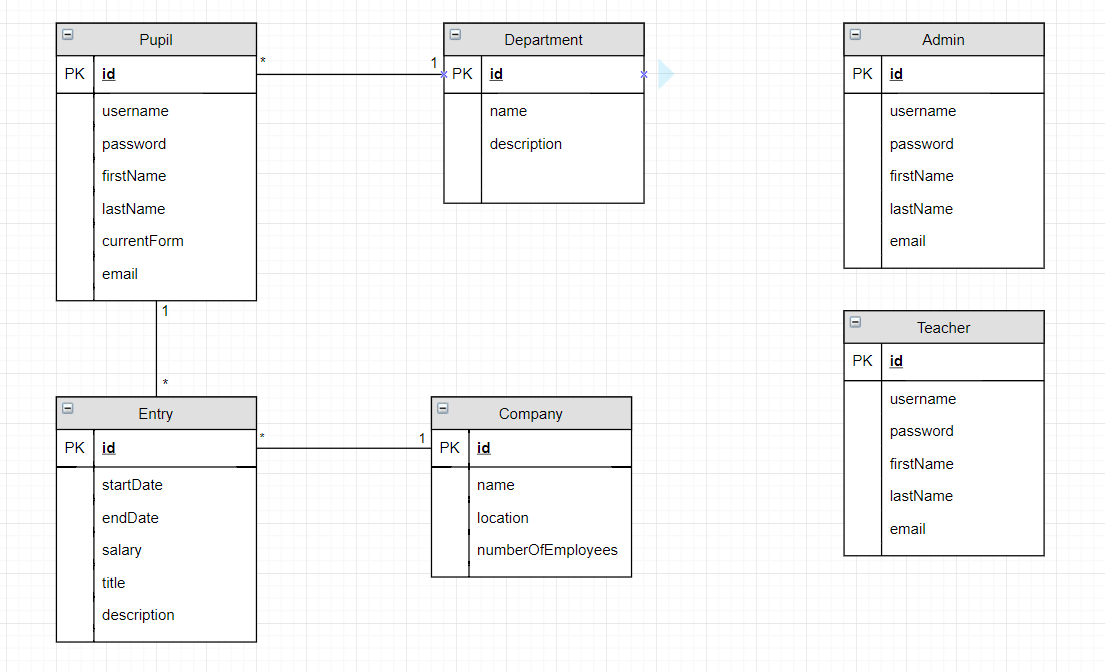 Pupil
PK id
username
password
firstName
lastName
currentForm
email
* 1
Department
PK id
name
description
Admin
PK id
username
password
firstName
lastName
email
1
*
Entry
PK id
startDate
endDate
salary
title
description
* 1
Company
PK id
name
location
numberOfEmployees
Teacher
PK id
username
password
firstName
lastName
email